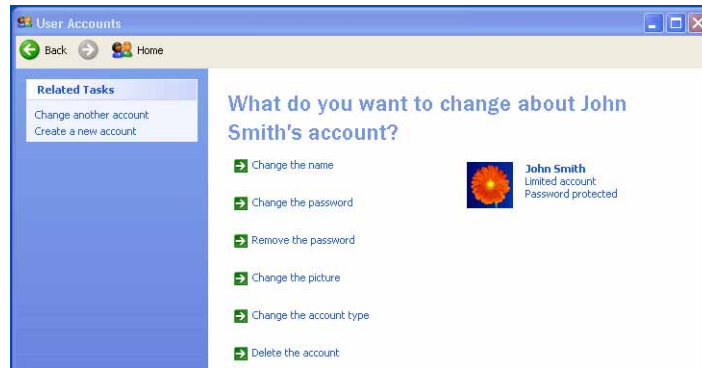 User Accounts
Back Home
Related Tasks
Change another account
Create a new account
What do you want to change about John
Smith's account?
Change the name
Change the password
Remove the password
Change the picture
Change the account type
Delete the account
John Smith
Limited account
Password protected